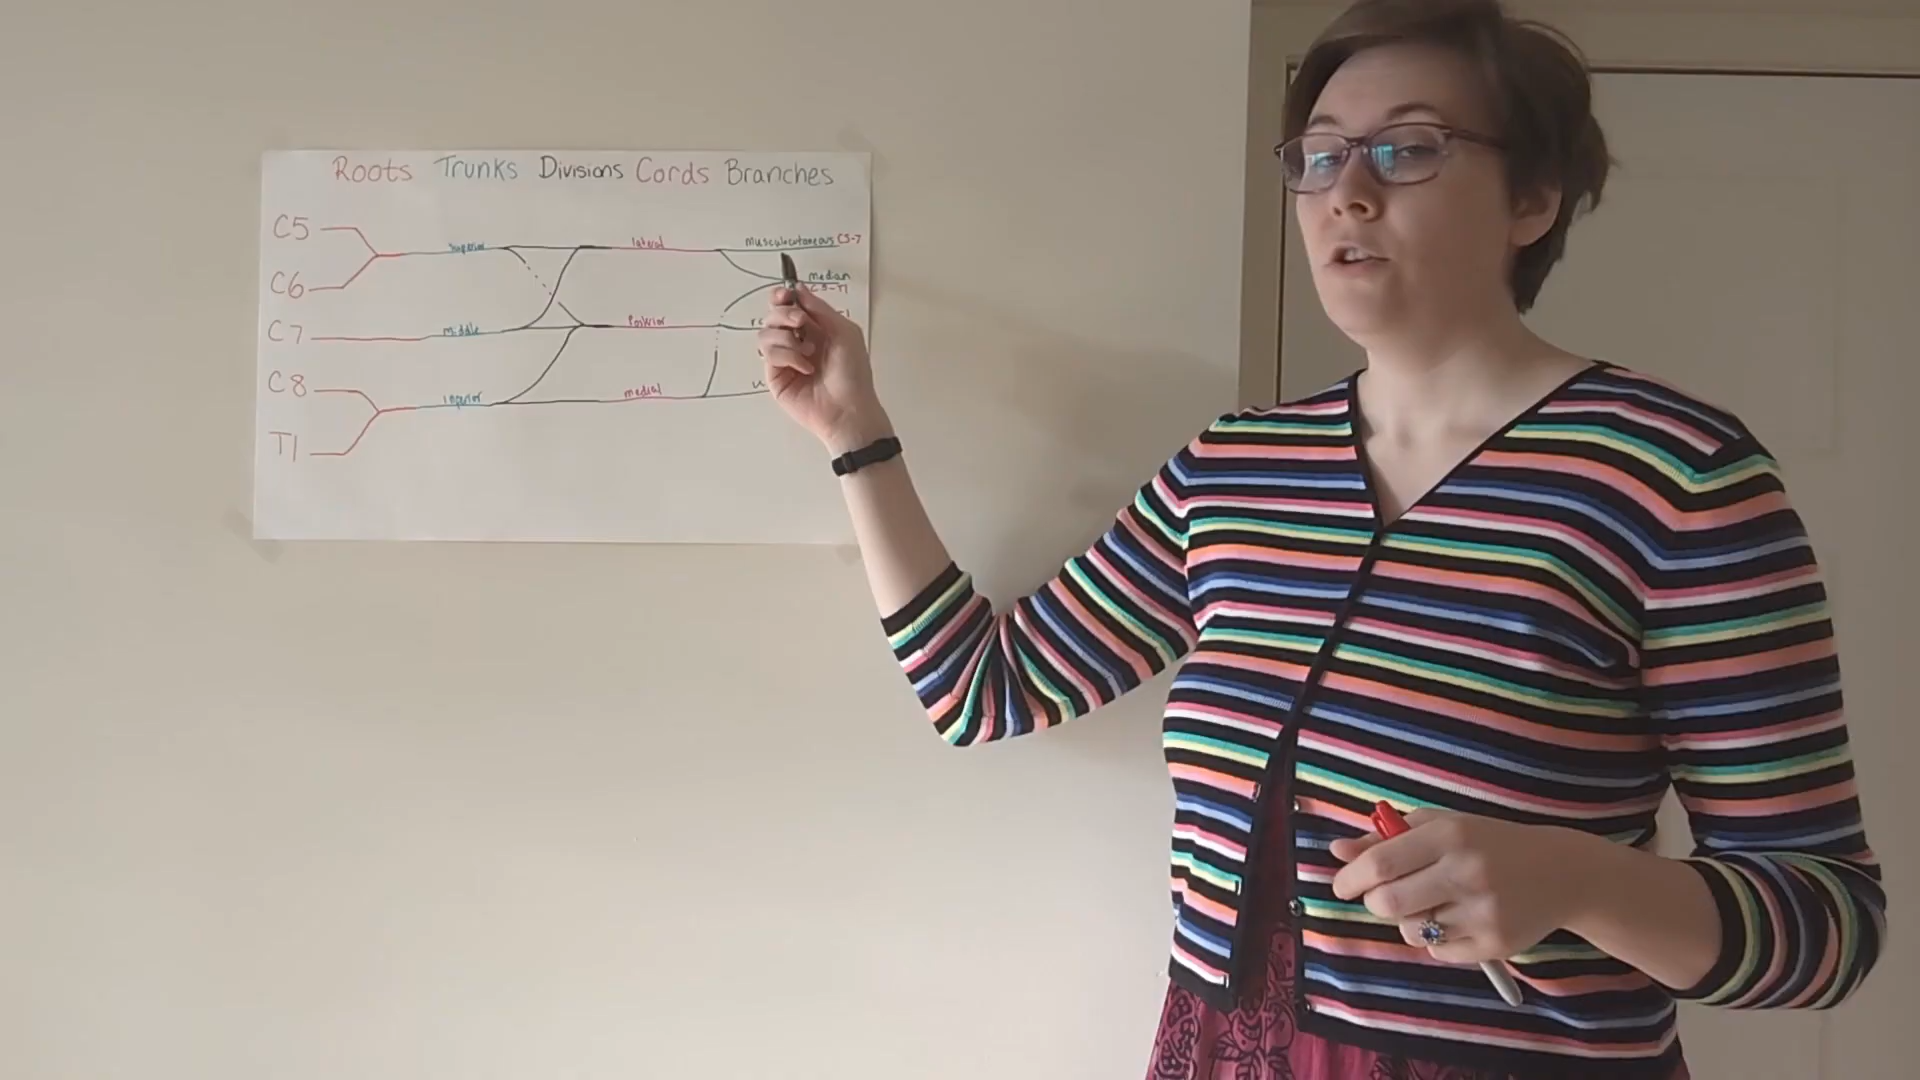 Roots Trunks Divisions Cords Branches
C5
superior lateral musculocutaneous C5-7
C6
median
C5-T1
C7 middle Posterior
C8 inferior medial
T1